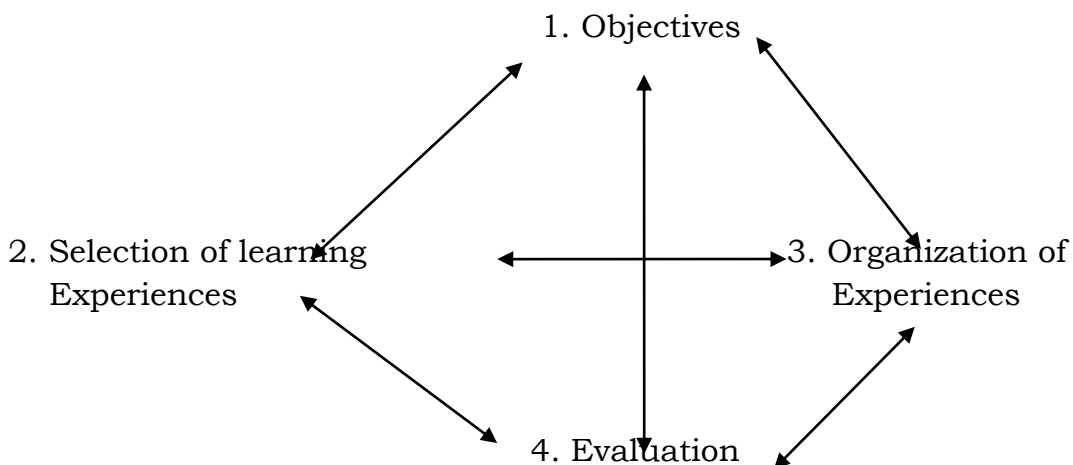 1. Objectives
2. Selection of learning
Experiences
3. Organization of
Experiences
4. Evaluation